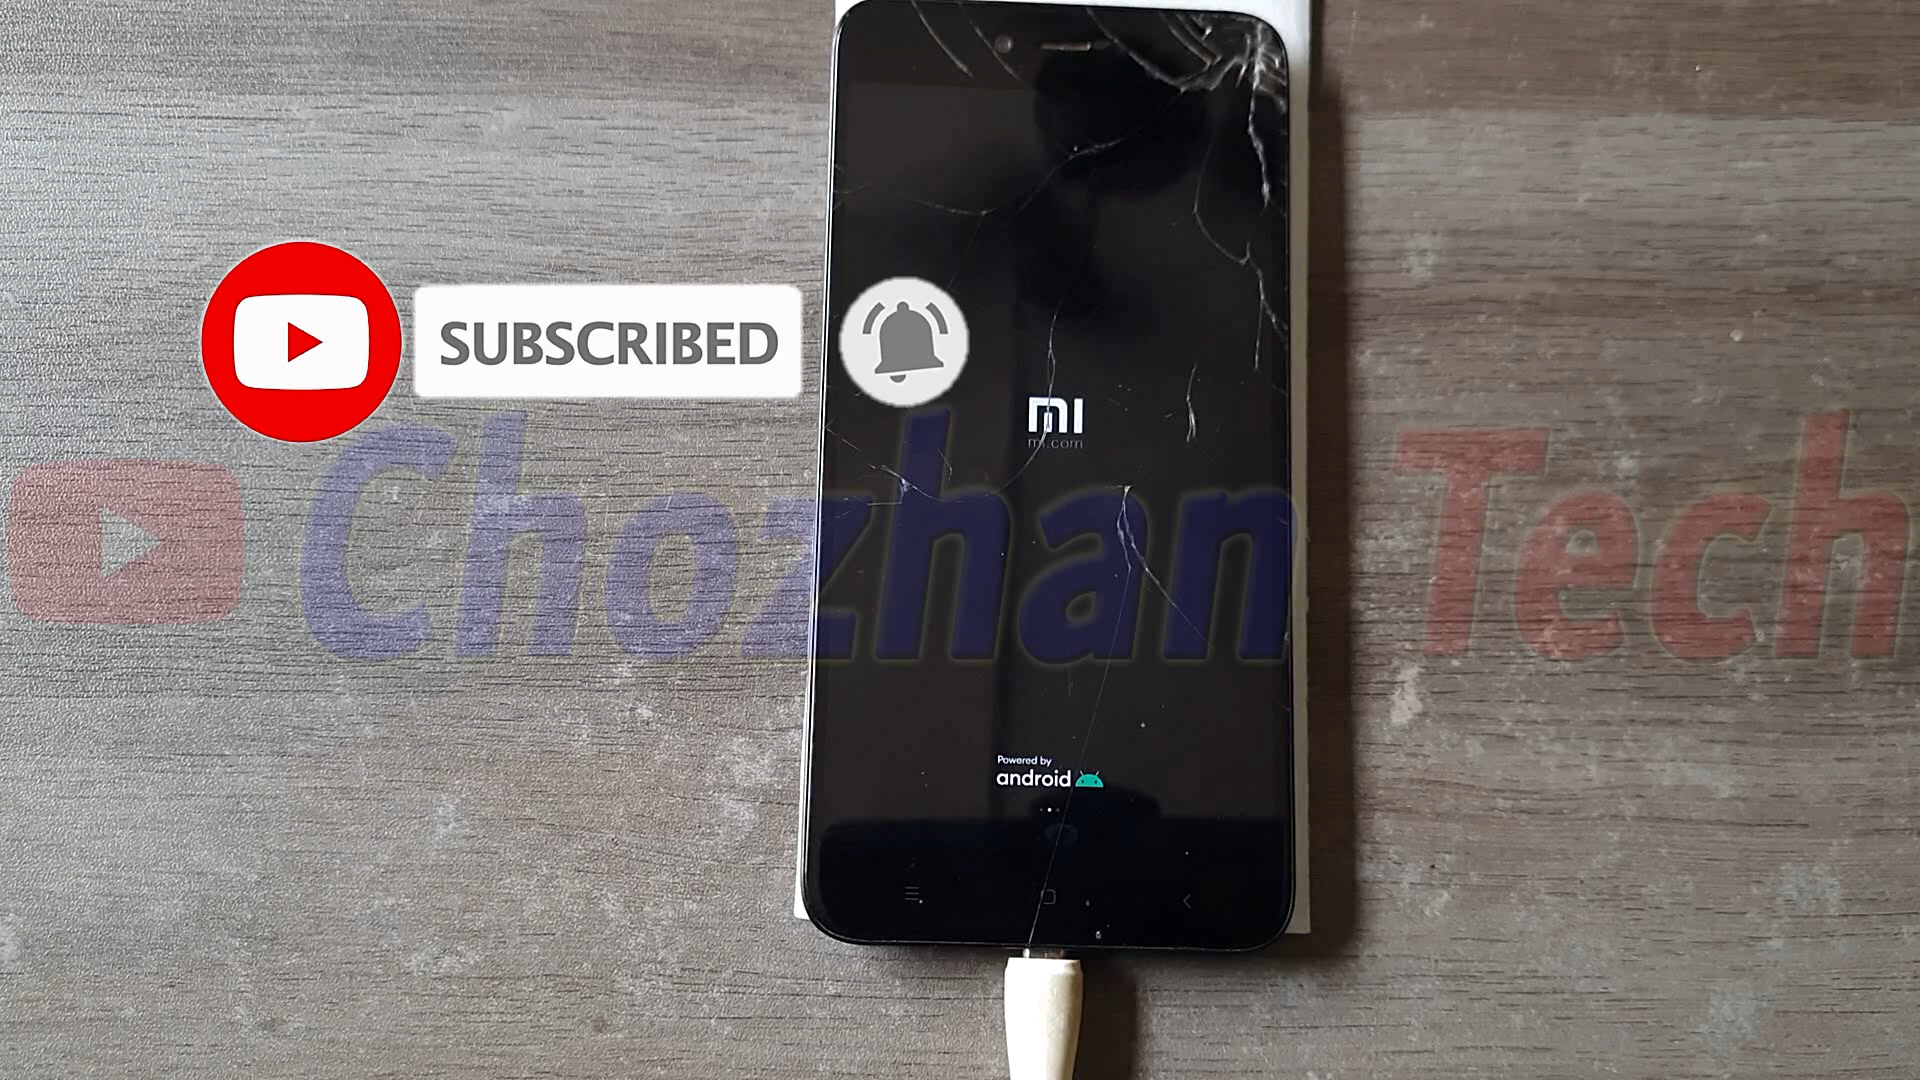 SUBSCRIBED
mi
mi.com
Chozhan Tech
Powered by
android